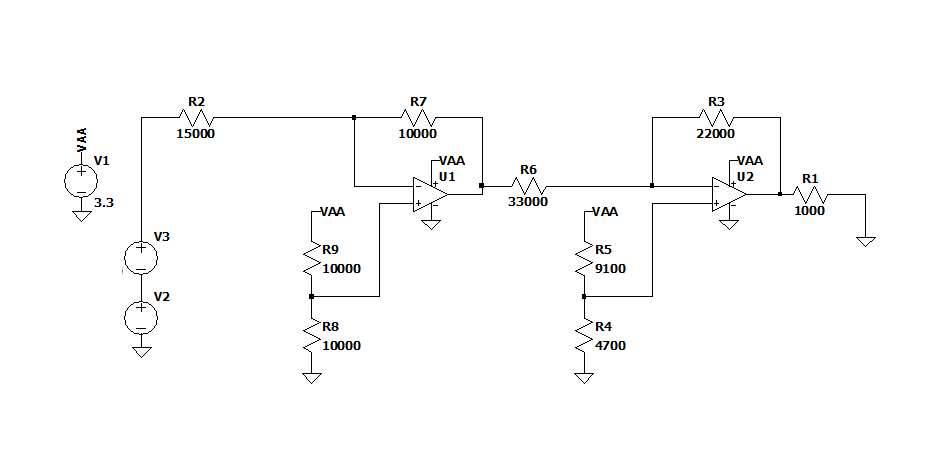 R2
15000
R7
10000
R3
22000
VAA
V1
3.3
VAA
U1
R6
33000
VAA
U2
R1
1000
VAA
R9
10000
VAA
R5
9100
V3
V2
R8
10000
R4
4700